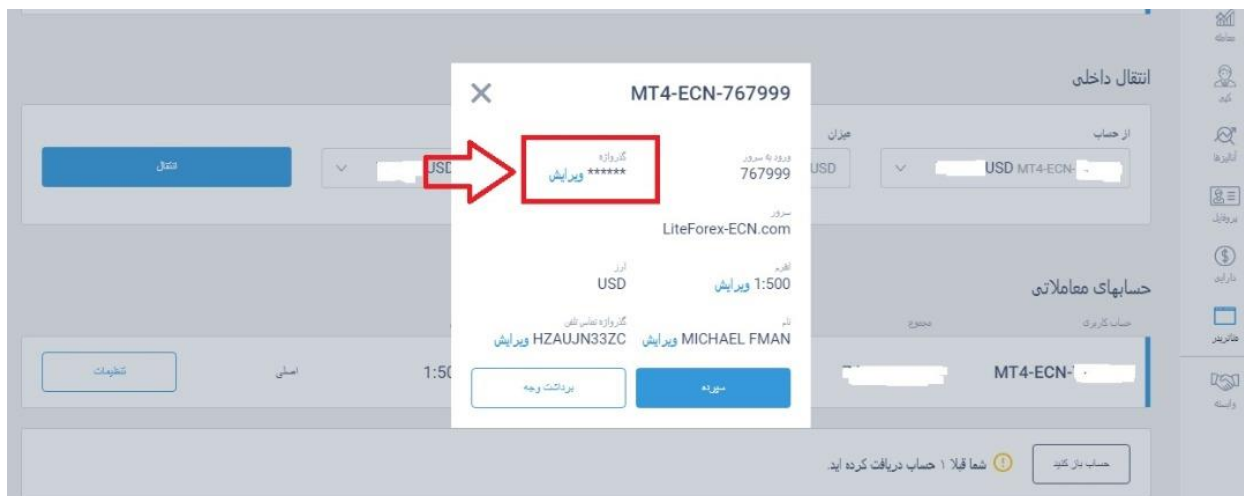 معامله
کپی
آنالیزها
پروفایل
دارایی
متاتریدر
وابسته
انتقال داخلی
از حساب
میزان
USD MT4-ECN-
USD
USD
انتقال
MT4-ECN-767999
ورود به سرور
767999
گذرواژه
****** ویرایش
سرور
LiteForex-ECN.com
اهرم
1:500 ویرایش
ارز
USD
نام
MICHAEL FMAN ویرایش
گذرواژه تماس تلفن
HZAUJN33ZC ویرایش
سپرده
برداشت وجه
حسابهای معاملاتی
حساب کاربری
مجموع
MT4-ECN-
1:50
اصلی
تنظیمات
حساب باز کنید
شما قبلا ۱ حساب دریافت کرده اید.